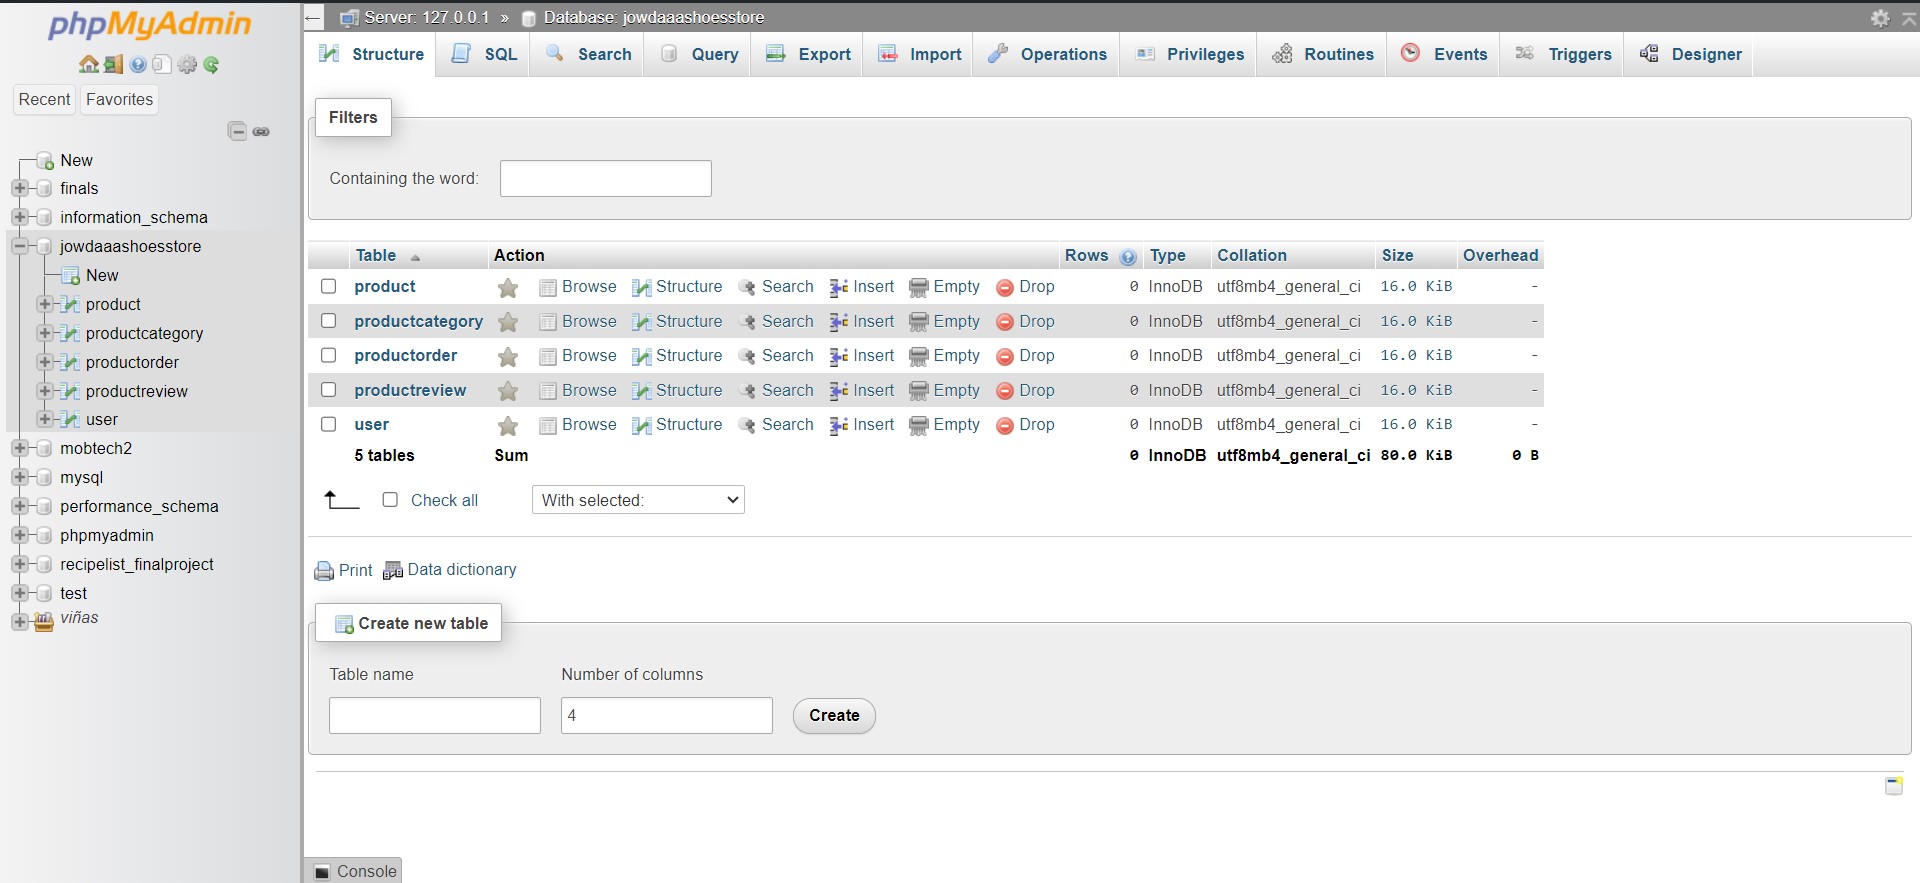 phpMyAdmin
Recent Favorites
New
finals
information_schema
jowdaaashoesstore
New
product
productcategory
productorder
productreview
user
mobtech2
mysql
performance_schema
phpmyadmin
recipelist_finalproject
test
viñas
Server: 127.0.0.1 » Database: jowdaaashoesstore
Structure SQL Search Query Export Import Operations Privileges Routines Events Triggers Designer
Filters
Containing the word:
Table Action Rows Type Collation Size Overhead
product Browse Structure Search Insert Empty Drop 0 InnoDB utf8mb4_general_ci 16.0 KiB -
productcategory Browse Structure Search Insert Empty Drop 0 InnoDB utf8mb4_general_ci 16.0 KiB -
productorder Browse Structure Search Insert Empty Drop 0 InnoDB utf8mb4_general_ci 16.0 KiB -
productreview Browse Structure Search Insert Empty Drop 0 InnoDB utf8mb4_general_ci 16.0 KiB -
user Browse Structure Search Insert Empty Drop 0 InnoDB utf8mb4_general_ci 16.0 KiB -
5 tables Sum 0 InnoDB utf8mb4_general_ci 80.0 KiB 0 B
Check all With selected:
Print Data dictionary
Create new table
Table name Number of columns
4 Create
Console